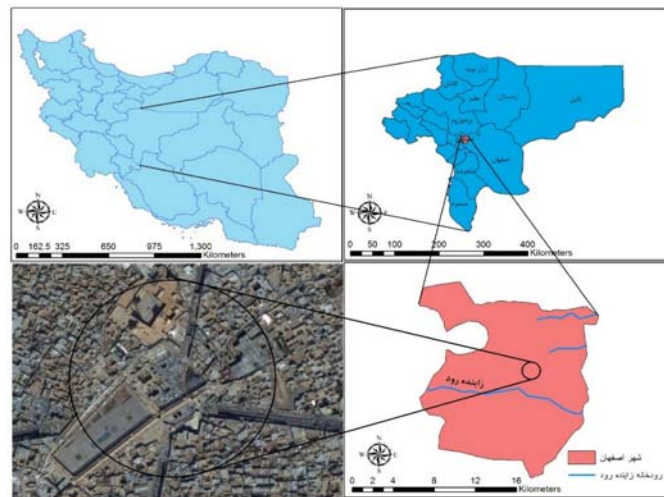 N
W E
S
0 162.5 325 650 975 1,300
Kilometers
اصفهان
N
W E
S
0 50 100 200 300 400
Kilometers
زاینده رود
N
W E
S
0 2 4 8 12 16
Kilometers
شهر اصفهان
رودخانه زاینده رود